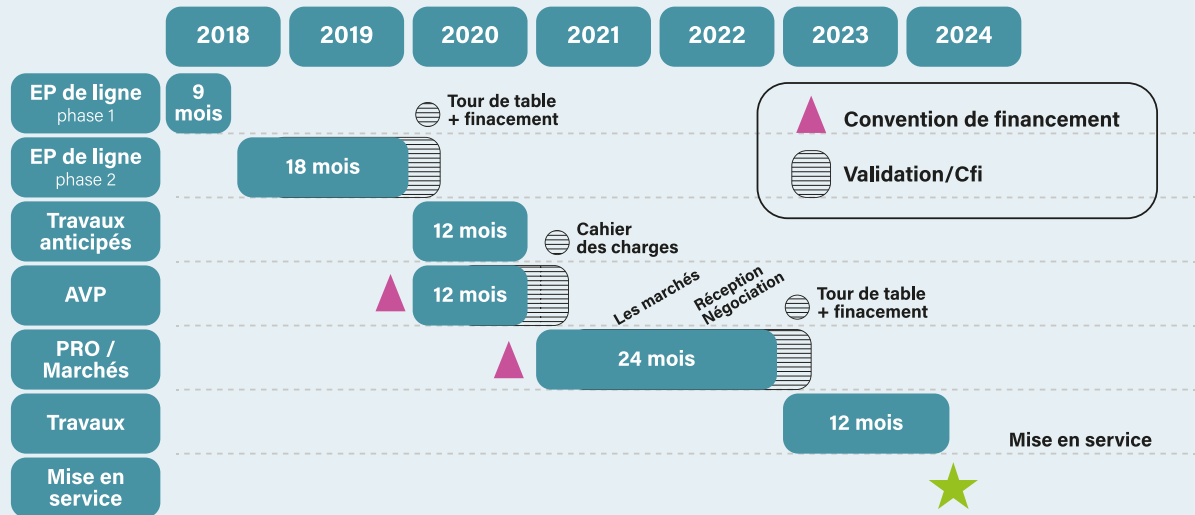 2018 2019 2020 2021 2022 2023 2024
EP de ligne
phase 1
9
mois
Tour de table
+ finacement
Convention de financement
Validation/Cfi
EP de ligne
phase 2
18 mois
Travaux
anticipés
12 mois
Cahier
des charges
AVP
12 mois
Les marchés
Réception
Négociation
Tour de table
+ finacement
PRO /
Marchés
24 mois
Travaux
12 mois
Mise en service
Mise en
service